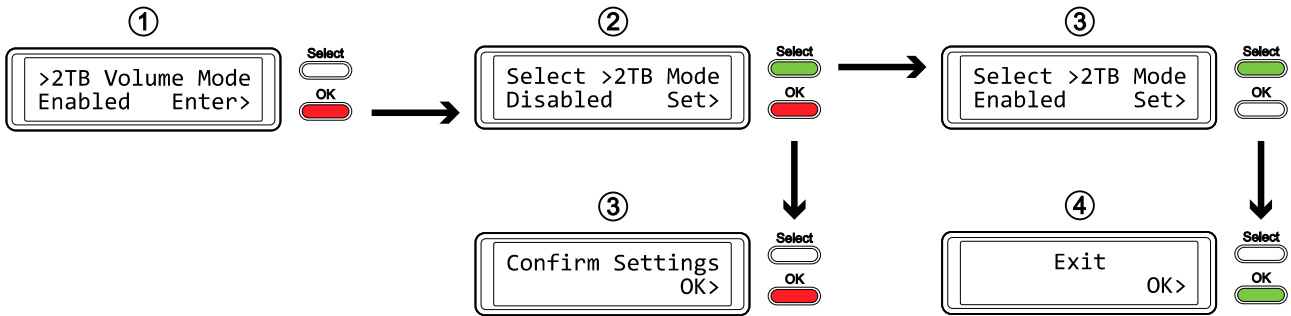 ①
>2TB Volume Mode
Enabled Enter>
Select
OK
②
Select >2TB Mode
Disabled Set>
Select
OK
③
Select >2TB Mode
Enabled Set>
Select
OK
③
Confirm Settings
OK>
Select
OK
④
Exit
OK>
Select
OK